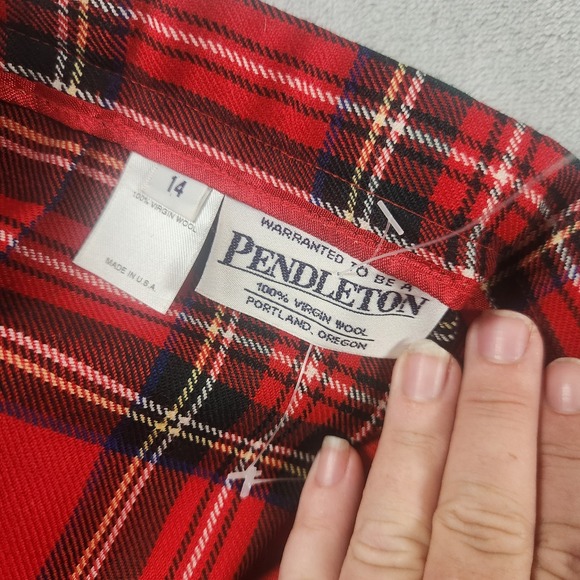 14
100% VIRGIN WOOL
MADE IN U.S.A.
WARRANTED TO BE A
PENDLETON
100% VIRGIN WOOL
PORTLAND, OREGON